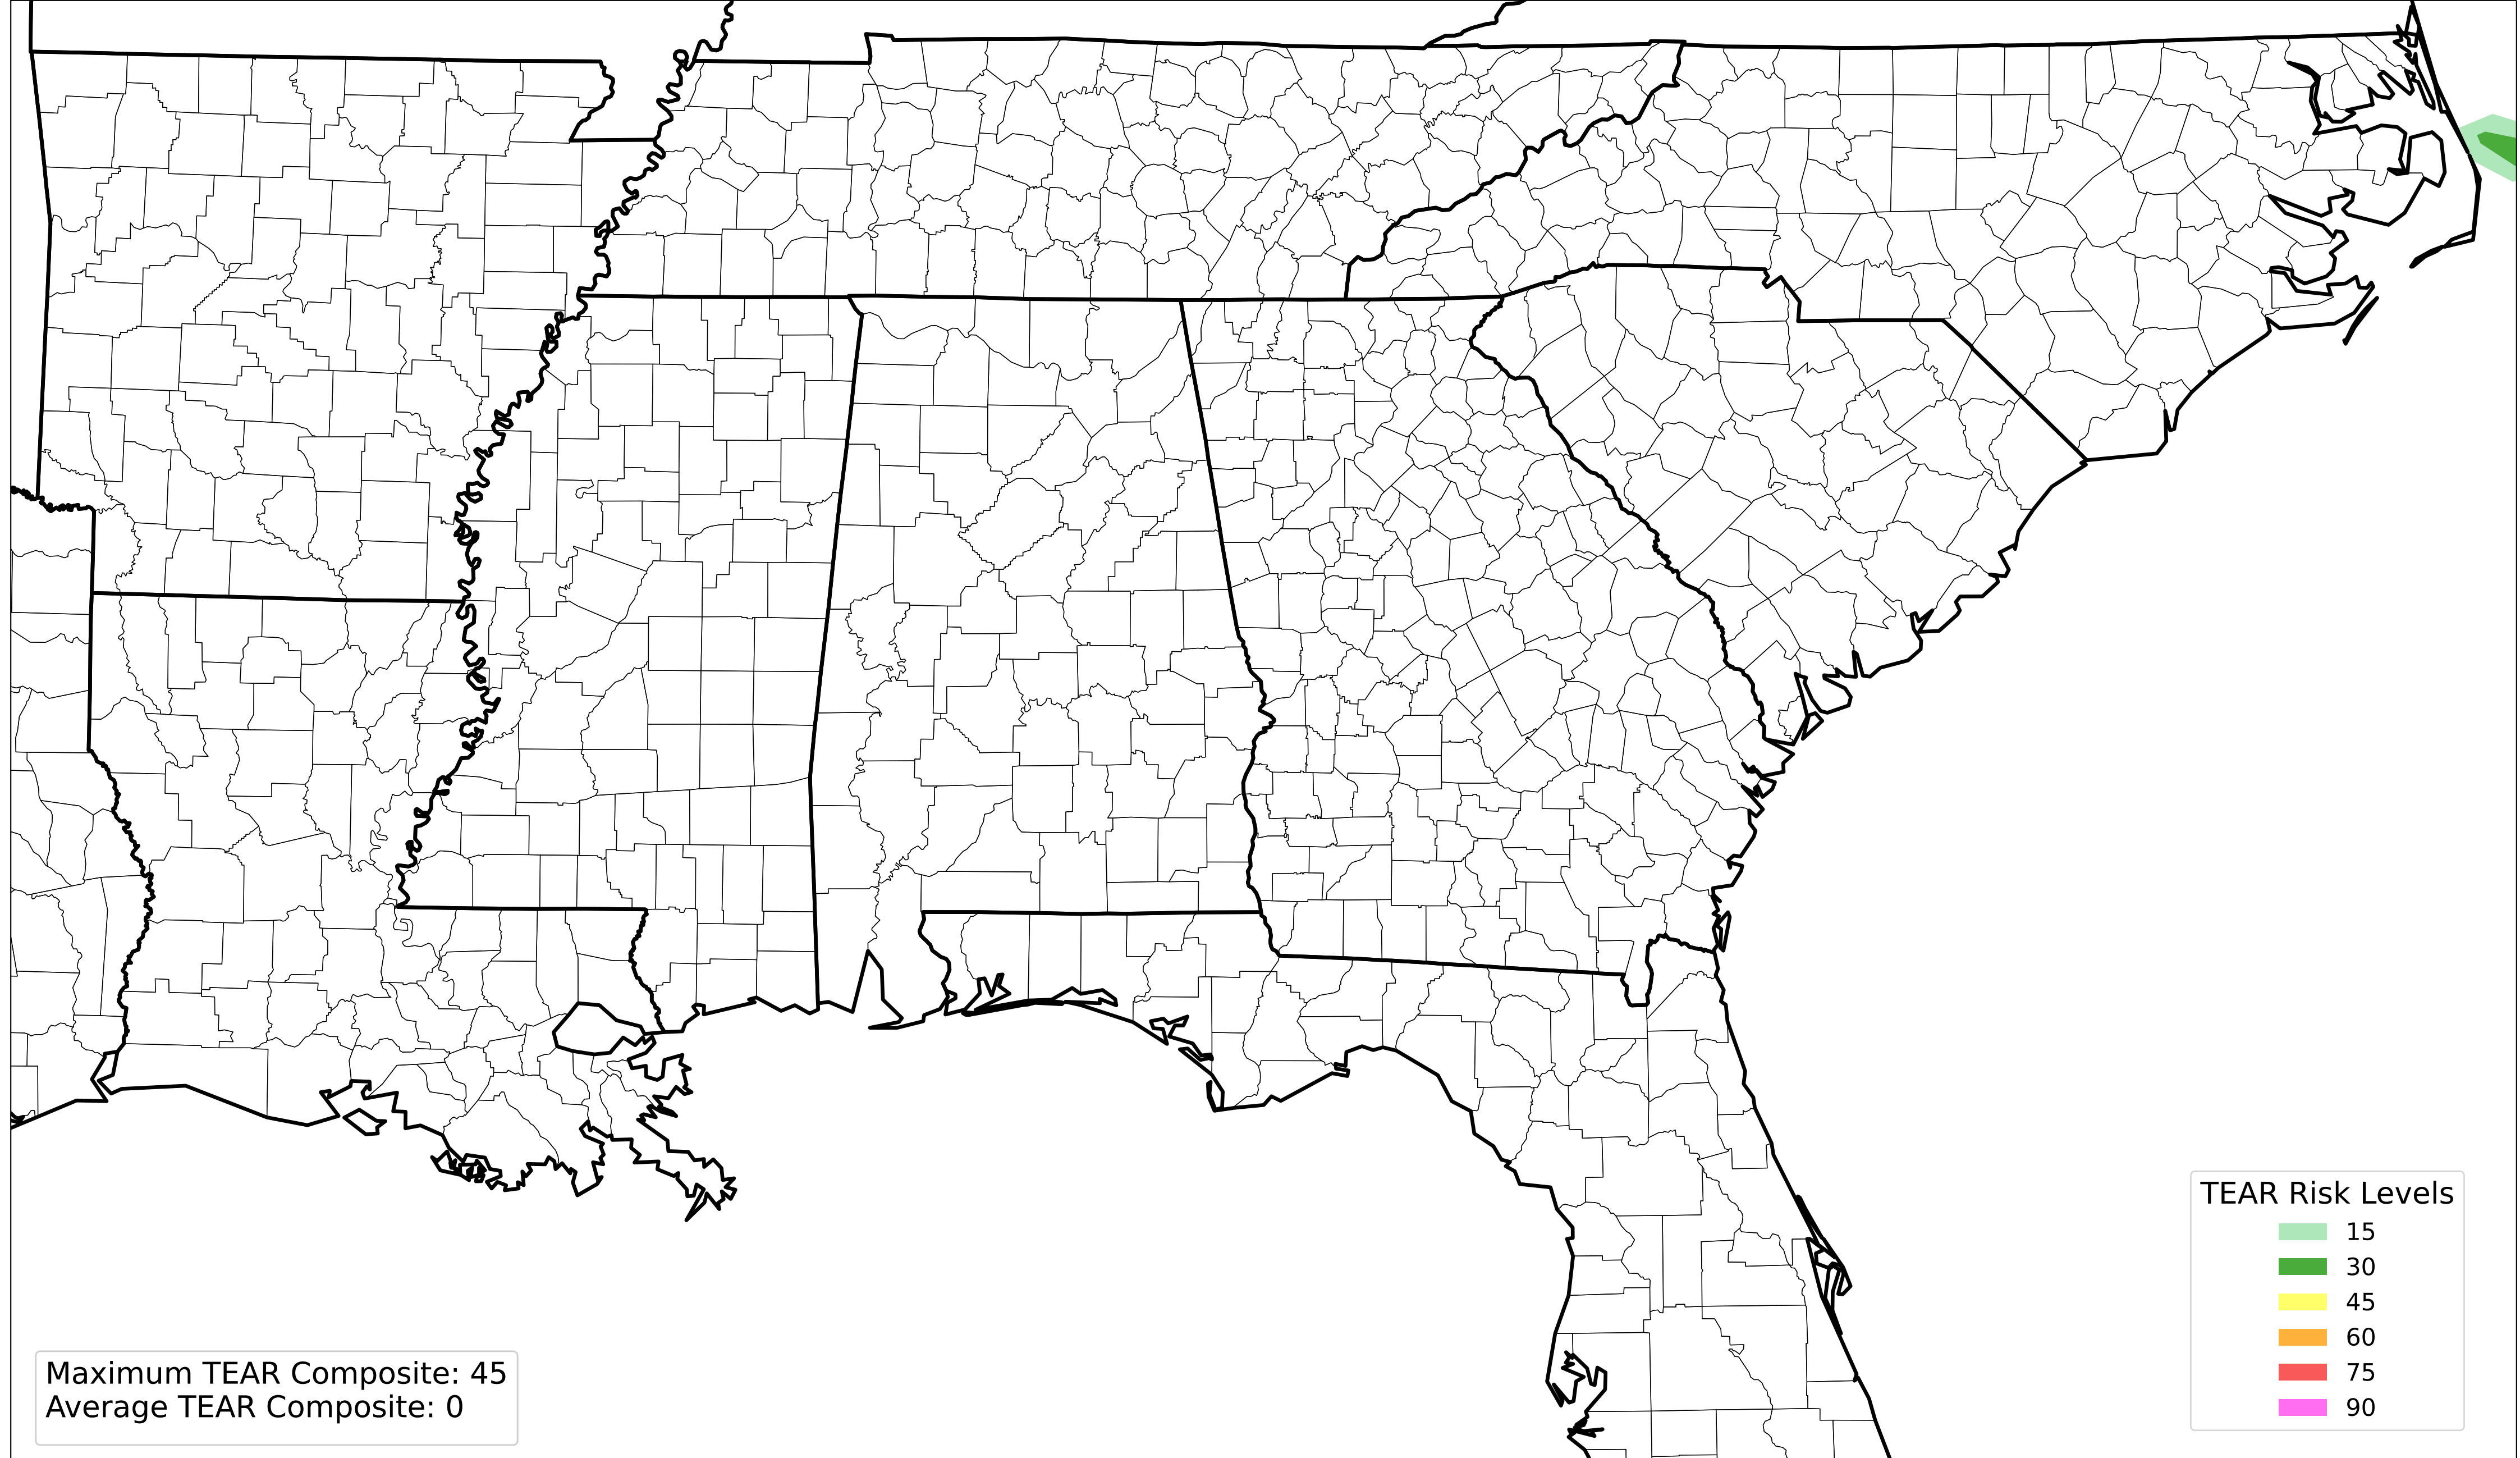 TEAR Risk Levels
15
30
45
60
75
90
Maximum TEAR Composite: 45
Average TEAR Composite: 0